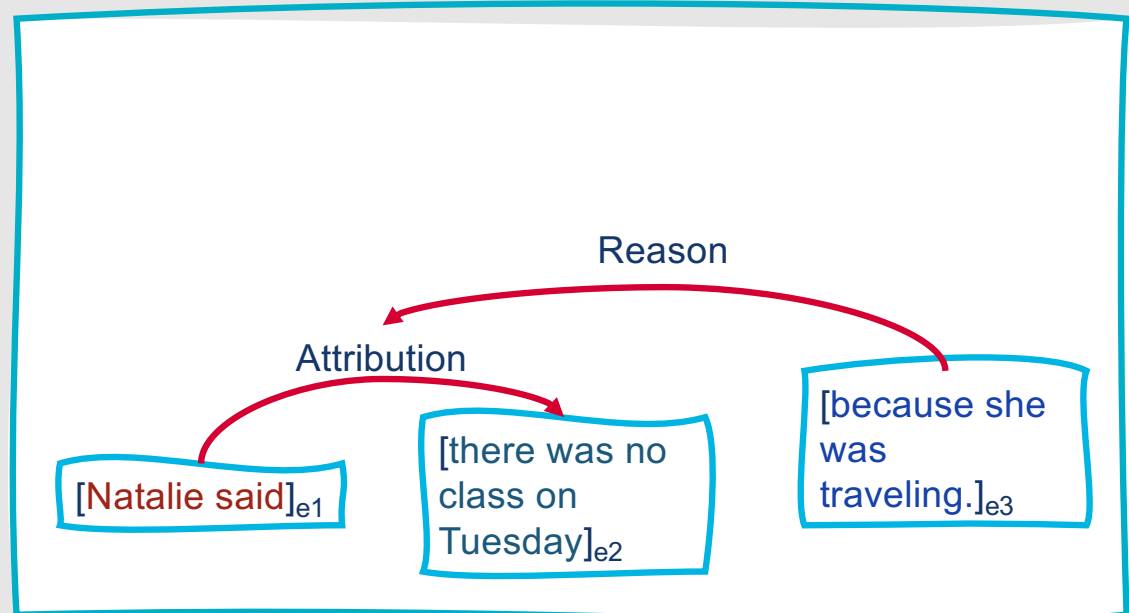 Reason
Attribution
[Natalie said]e1
[there was no
class on
Tuesday]e2
[because she
was
traveling.]e3